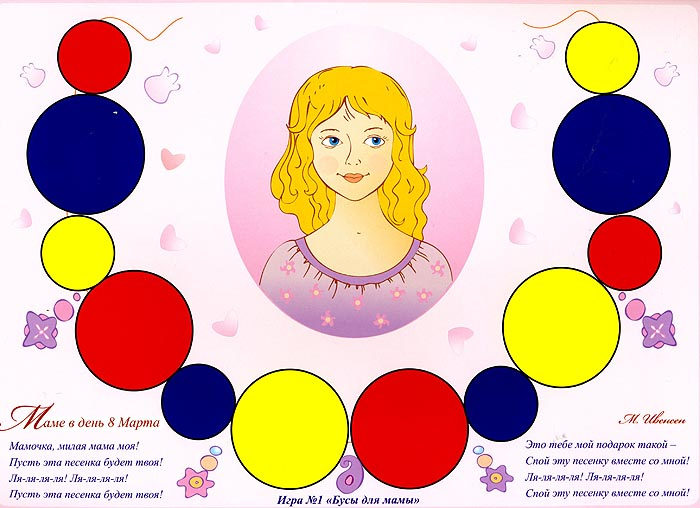 Маме в день 8 Марта
Мамочка, милая мама моя!
Пусть эта песенка будет твоя!
Ля-ля-ля-ля! Ля-ля-ля-ля!
Пусть эта песенка будет твоя!
М. Ивенсен
Это тебе мой подарок такой –
Спой эту песенку вместе со мной!
Ля-ля-ля-ля! Ля-ля-ля-ля!
Спой эту песенку вместе со мной!
Игра №1 «Бусы для мамы»